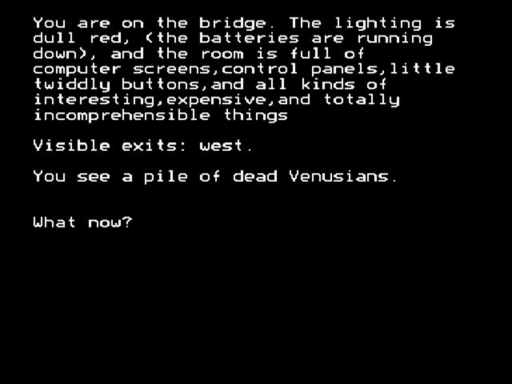 You are on the bridge. The lighting is
dull red, (the batteries are running
down), and the room is full of
computer screens,control panels,little
twiddly buttons,and all kinds of
interesting,expensive,and totally
incomprehensible things
Visible exits: west.
You see a pile of dead Venusians.
What now?